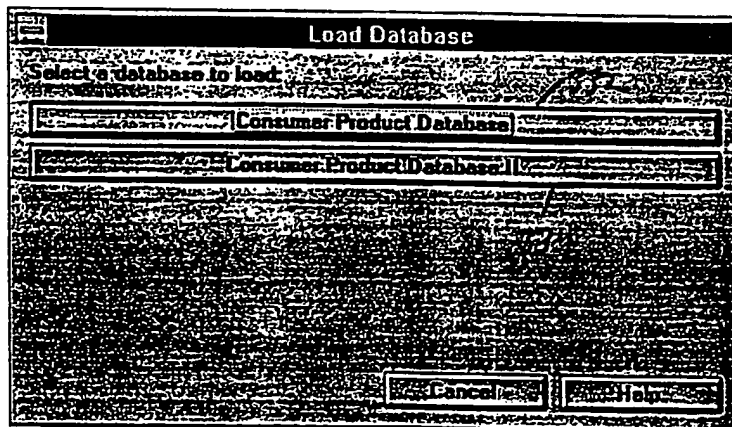 Load Database
Select a database to load:
Consumer Product Database
Consumer Product Database II
Cancel
Help